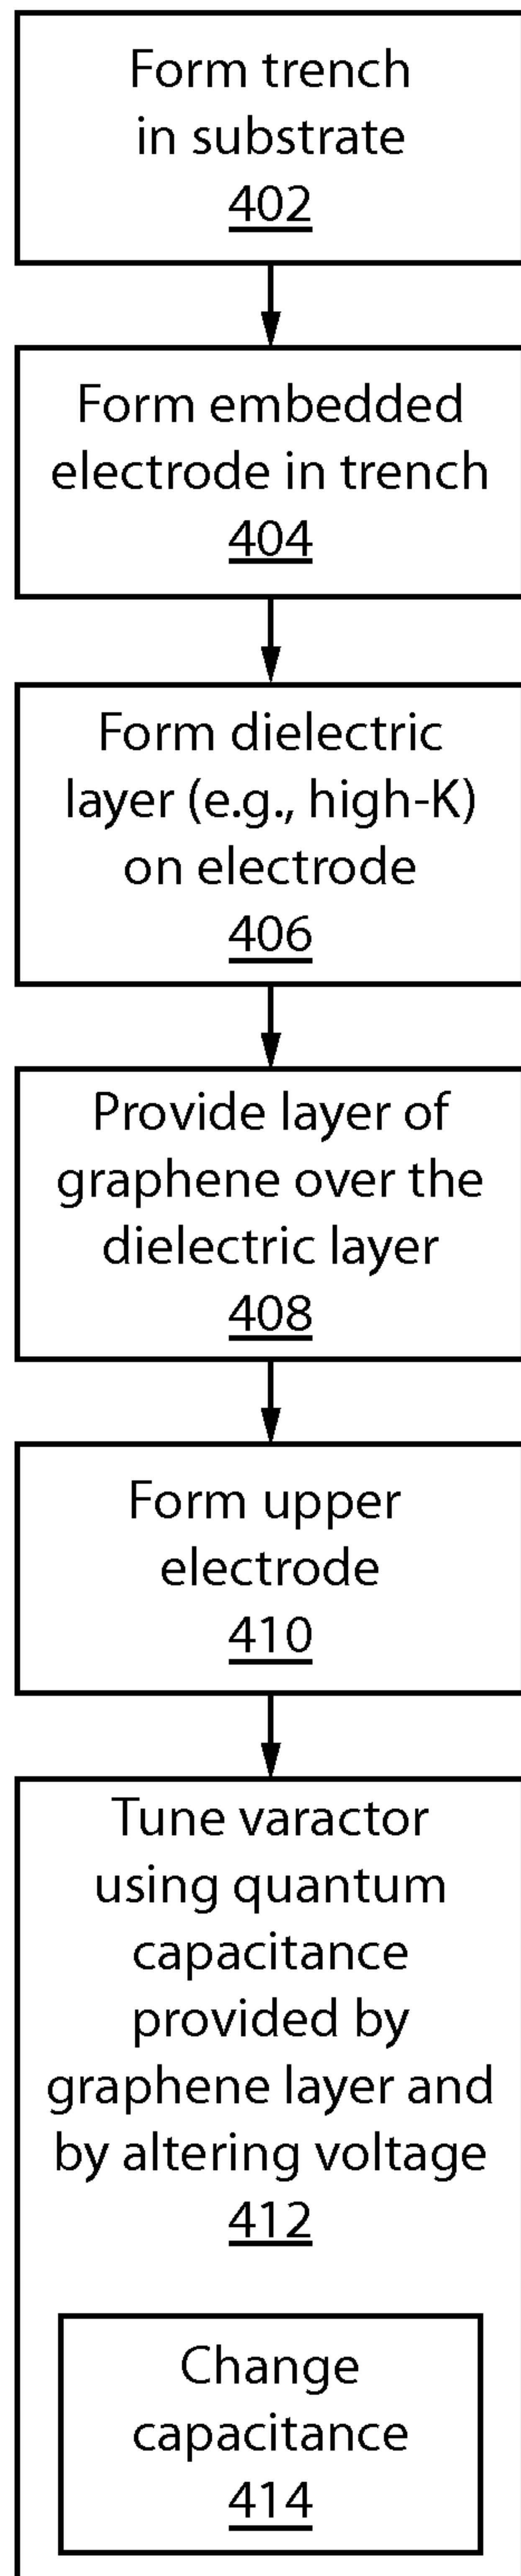 Form trench
in substrate
402
Form embedded
electrode in trench
404
Form dielectric
layer (e.g., high-K)
on electrode
406
Provide layer of
graphene over the
dielectric layer
408
Form upper
electrode
410
Tune varactor
using quantum
capacitance
provided by
graphene layer and
by altering voltage
412
Change
capacitance
414